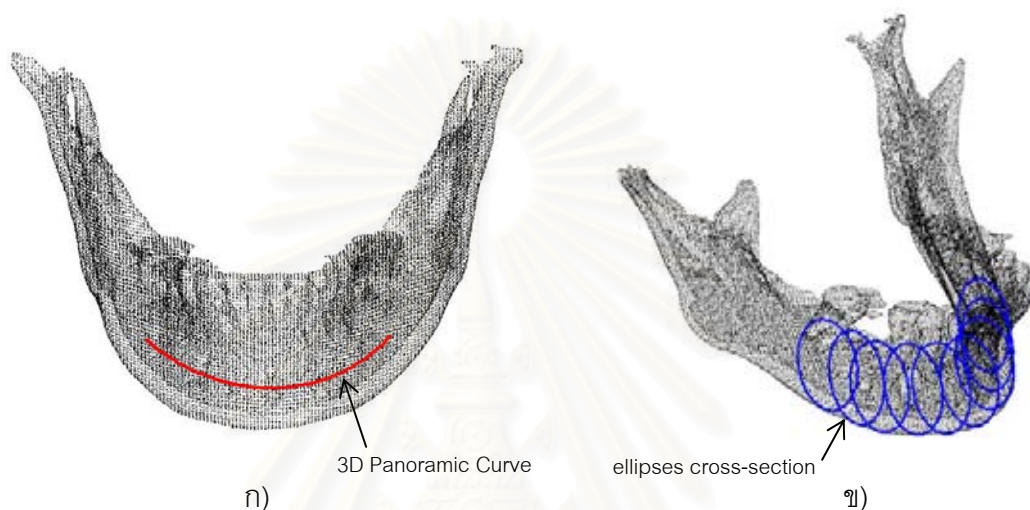 3D Panoramic Curve
ellipses cross-section
ก)
ข)